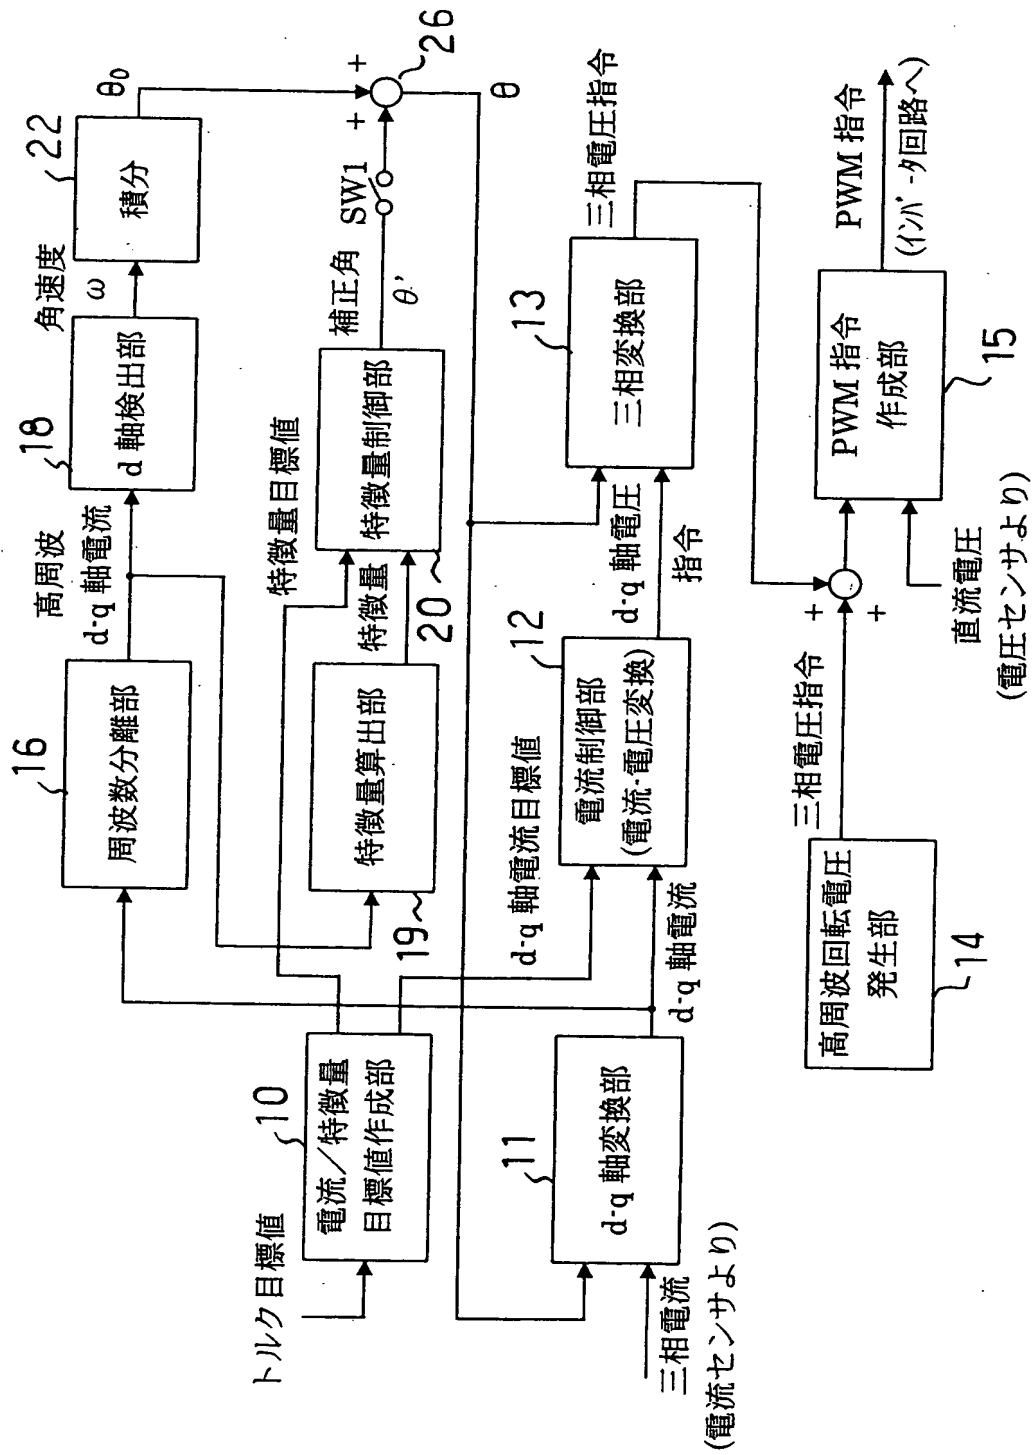 トルク目標値
10
電流／特徴量
目標値作成部
三相電流
(電流センサより)
11
d-q 軸変換部
d-q 軸電流
16
周波数分離部
高周波
d-q 軸電流
18
d 軸検出部
角速度
ω
22
積分
θ0
26
+
+
θ
特徴量目標値
19
特徴量算出部
特徴量
20
特徴量制御部
補正角
θ'
SW1
d-q 軸電流目標値
12
電流制御部
(電流-電圧変換)
d-q 軸電圧
指令
13
三相変換部
三相電圧指令
14
高周波回転電圧
発生部
三相電圧指令
+
+
直流電圧
(電圧センサより)
15
PWM 指令
作成部
PWM 指令
(インバータ回路へ)